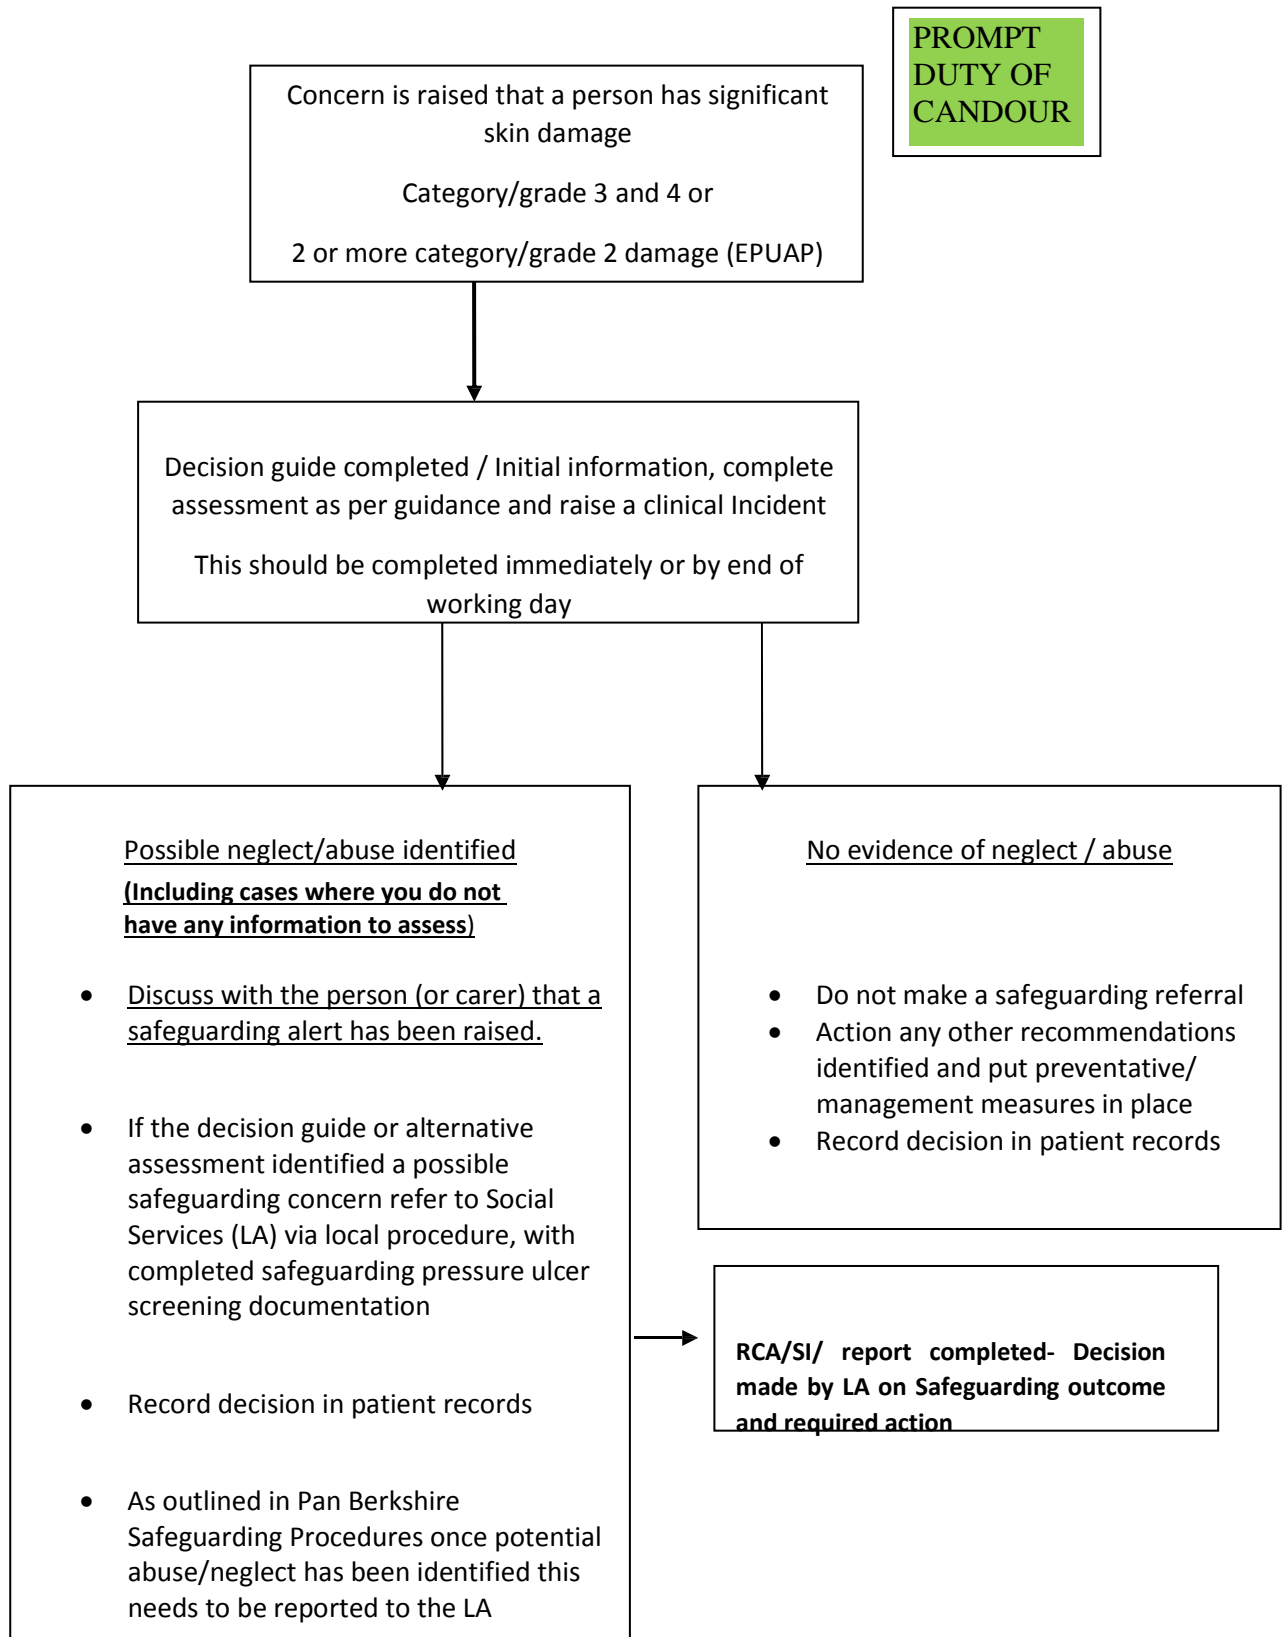 PROMPT
DUTY OF
CANDOUR
Concern is raised that a person has significant
skin damage
Category/grade 3 and 4 or
2 or more category/grade 2 damage (EPUAP)
Decision guide completed / Initial information, complete
assessment as per guidance and raise a clinical Incident
This should be completed immediately or by end of
working day
Possible neglect/abuse identified
(Including cases where you do not
have any information to assess)
• Discuss with the person (or carer) that a
safeguarding alert has been raised.
• If the decision guide or alternative
assessment identified a possible
safeguarding concern refer to Social
Services (LA) via local procedure, with
completed safeguarding pressure ulcer
screening documentation
• Record decision in patient records
• As outlined in Pan Berkshire
Safeguarding Procedures once potential
abuse/neglect has been identified this
needs to be reported to the LA
No evidence of neglect / abuse
• Do not make a safeguarding referral
• Action any other recommendations
identified and put preventative/
management measures in place
• Record decision in patient records
RCA/SI/ report completed- Decision
made by LA on Safeguarding outcome
and required action